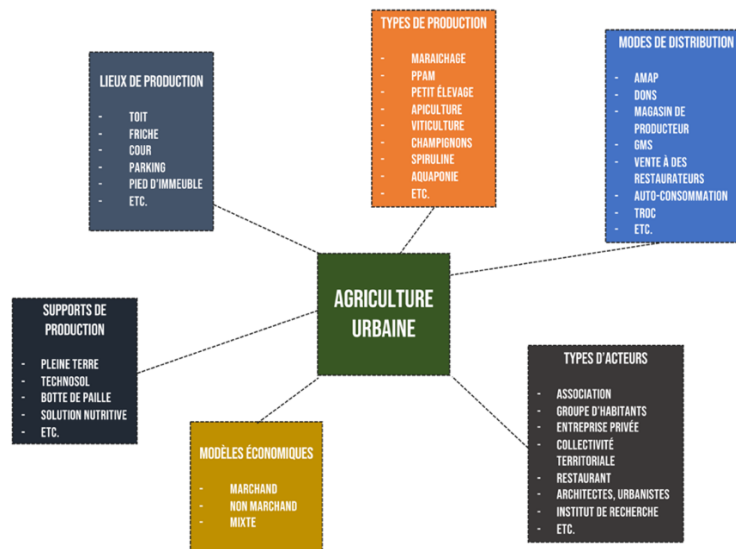 TYPES DE PRODUCTION
- MARAICHAGE
- PPAM
- PETIT ÉLEVAGE
- APICULTURE
- VITICULTURE
- CHAMPIGNONS
- SPIRULINE
- AQUAPONIE
- ETC.
MODES DE DISTRIBUTION
- AMAP
- DONS
- MAGASIN DE
PRODUCTEUR
- GMS
- VENTE À DES
RESTAURATEURS
- AUTO-CONSOMMATION
- TROC
- ETC.
LIEUX DE PRODUCTION
- TOIT
- FRICHE
- COUR
- PARKING
- PIED D'IMMEUBLE
- ETC.
AGRICULTURE
URBAINE
SUPPORTS DE
PRODUCTION
- PLEINE TERRE
- TECHNOSOL
- BOTTE DE PAILLE
- SOLUTION NUTRITIVE
- ETC.
TYPES D'ACTEURS
- ASSOCIATION
- GROUPE D'HABITANTS
- ENTREPRISE PRIVÉE
- COLLECTIVITÉ
TERRITORIALE
- RESTAURANT
- ARCHITECTES, URBANISTES
- INSTITUT DE RECHERCHE
- ETC.
MODÈLES ÉCONOMIQUES
- MARCHAND
- NON MARCHAND
- MIXTE